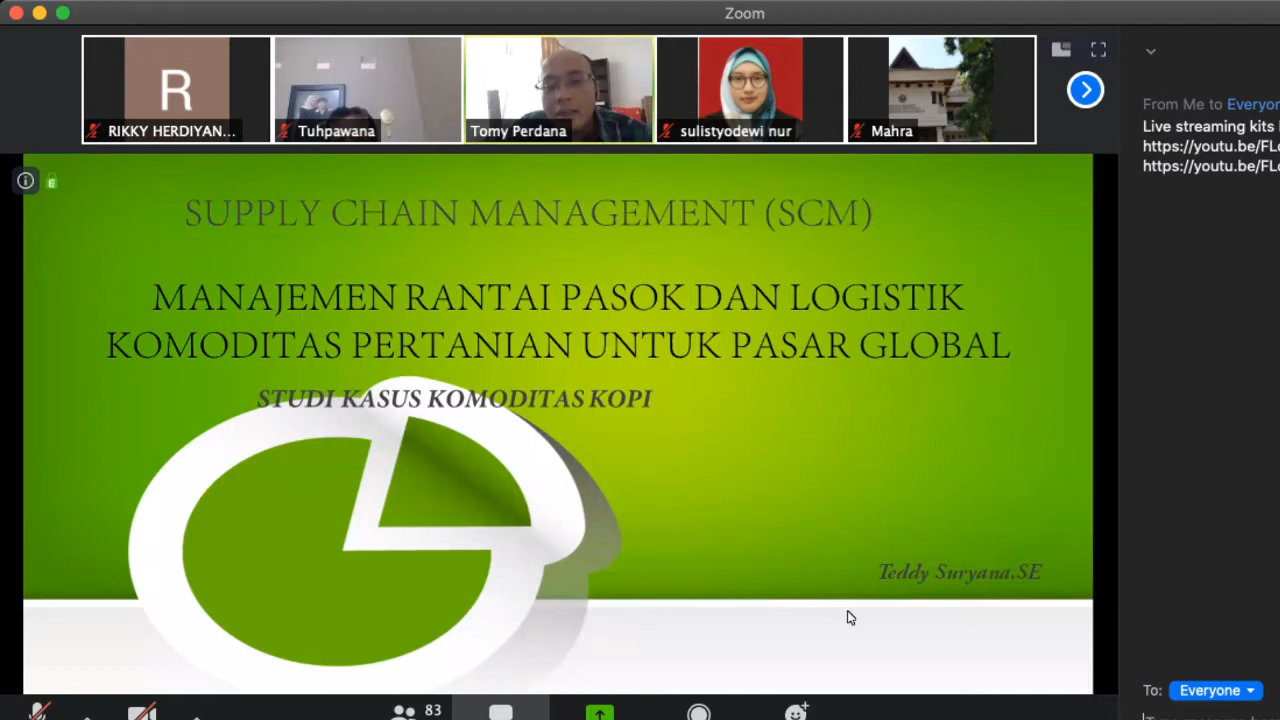 Zoom
R
RIKKY HERDIYAN...
Tuhpawana
Tomy Perdana
sulistyodewi nur
Mahra
From Me to Everyo
Live streaming kits
https://youtu.be/FL
https://youtu.be/FL
SUPPLY CHAIN MANAGEMENT (SCM)
MANAJEMEN RANTAI PASOK DAN LOGISTIK
KOMODITAS PERTANIAN UNTUK PASAR GLOBAL
STUDI KASUS KOMODITAS KOPI
Teddy Suryana.SE
To: Everyone
83